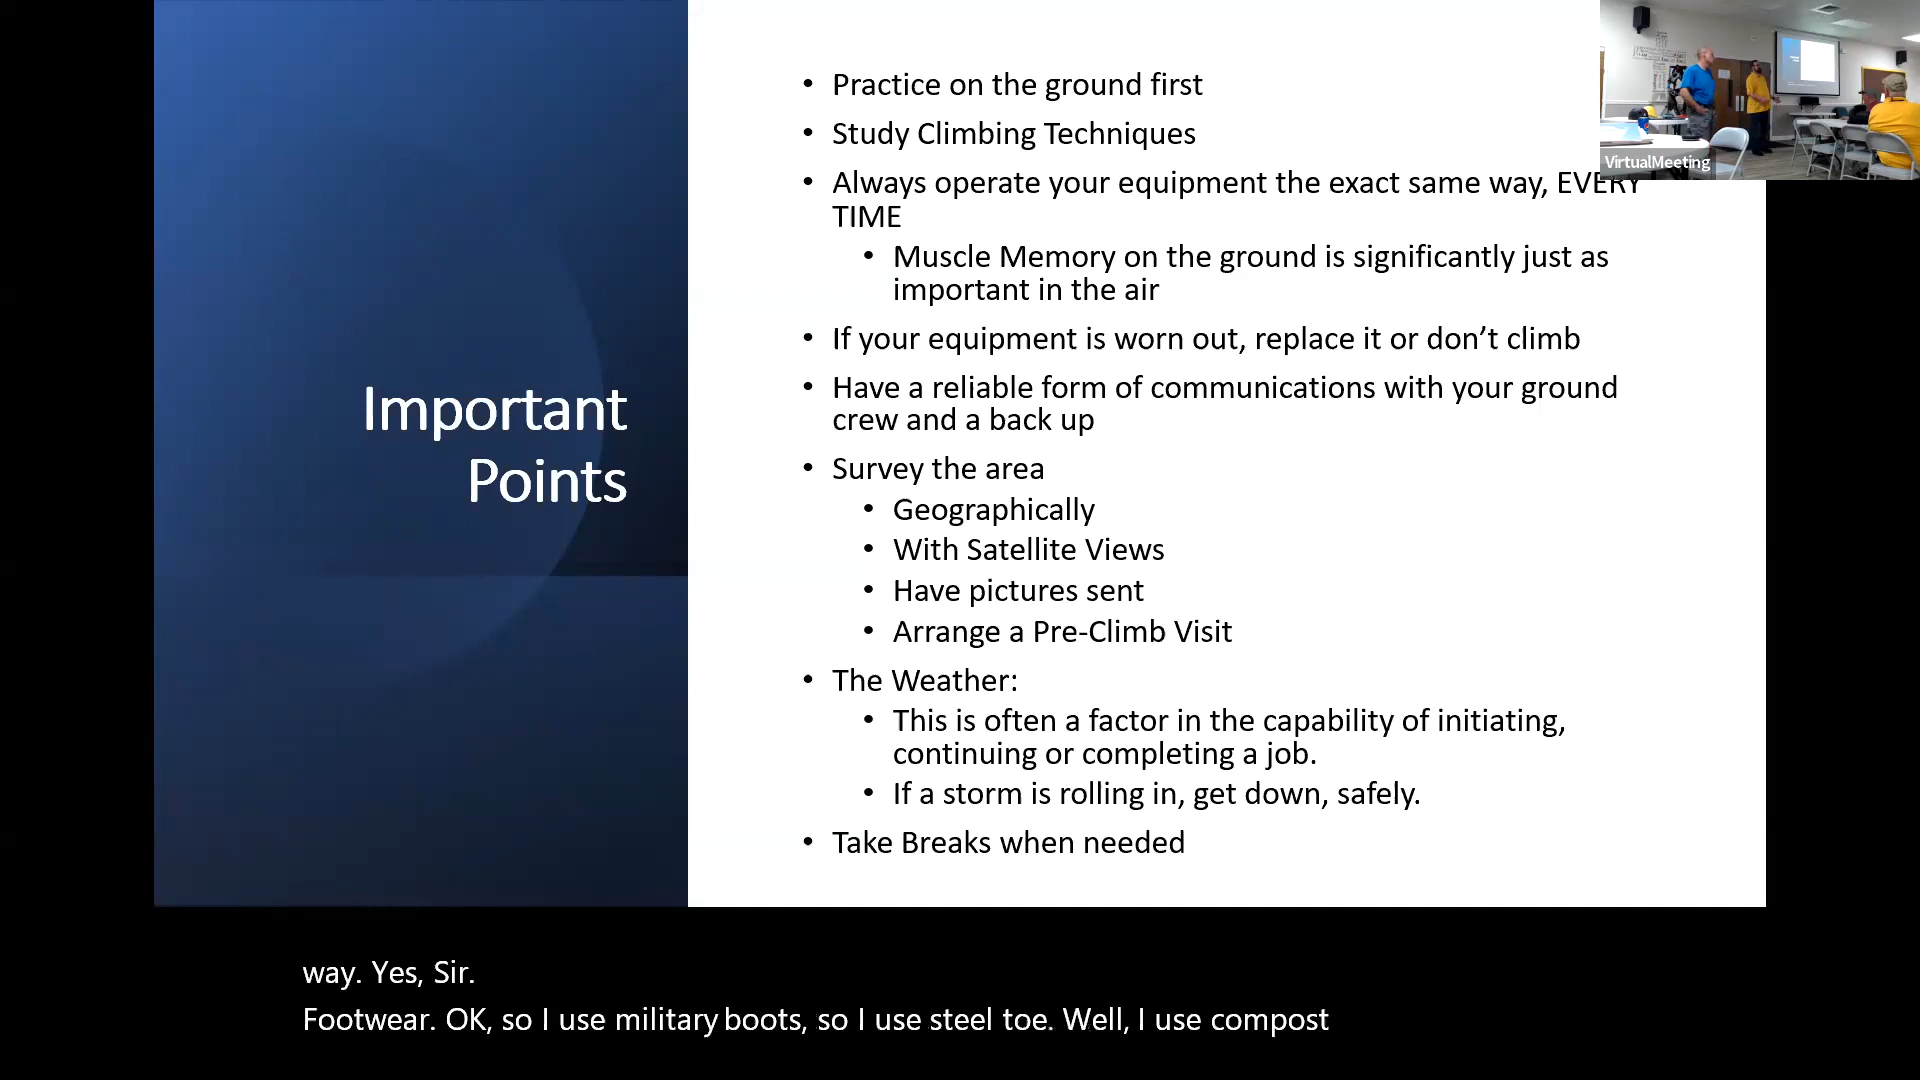 Important
Points
• Practice on the ground first
• Study Climbing Techniques
• Always operate your equipment the exact same way, EVERY
TIME
• Muscle Memory on the ground is significantly just as
important in the air
• If your equipment is worn out, replace it or don’t climb
• Have a reliable form of communications with your ground
crew and a back up
• Survey the area
• Geographically
• With Satellite Views
• Have pictures sent
• Arrange a Pre-Climb Visit
• The Weather:
• This is often a factor in the capability of initiating,
continuing or completing a job.
• If a storm is rolling in, get down, safely.
• Take Breaks when needed
VirtualMeeting
way. Yes, Sir.
Footwear. OK, so I use military boots, so I use steel toe. Well, I use compost